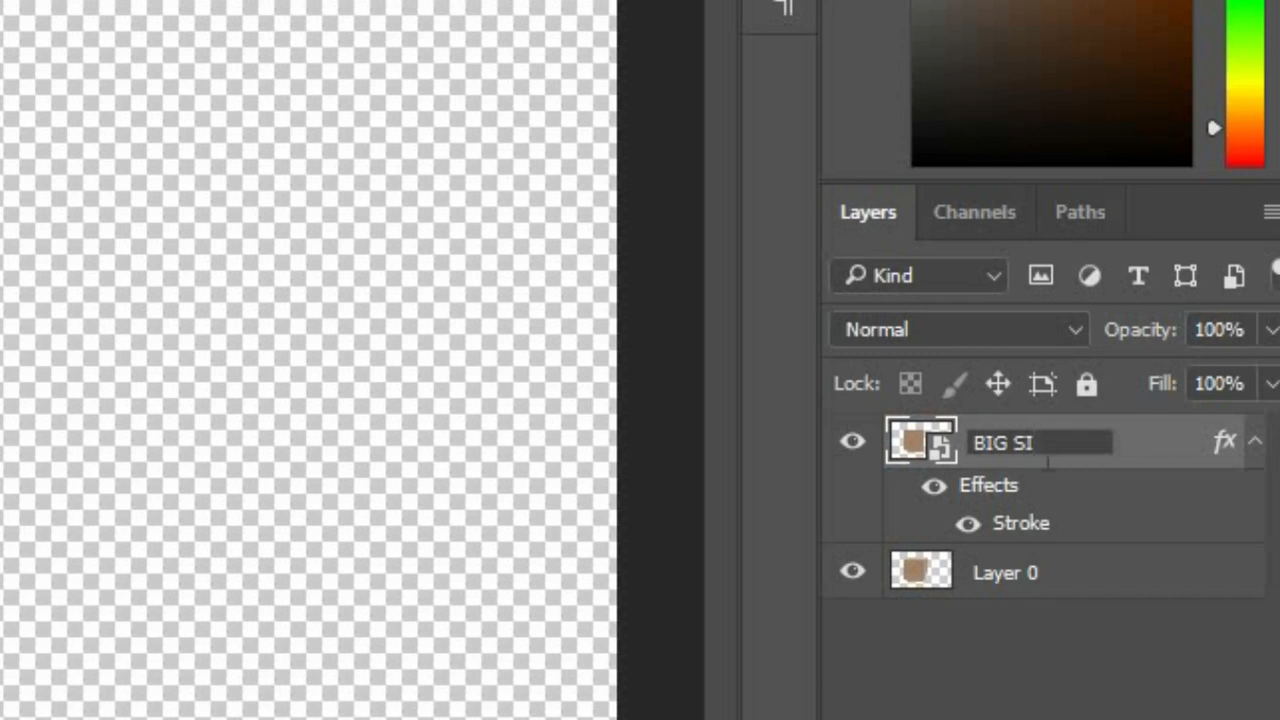 Layers Channels Paths
Kind
Normal Opacity: 100%
Lock: Fill: 100%
BIG SI fx
Effects
Stroke
Layer 0